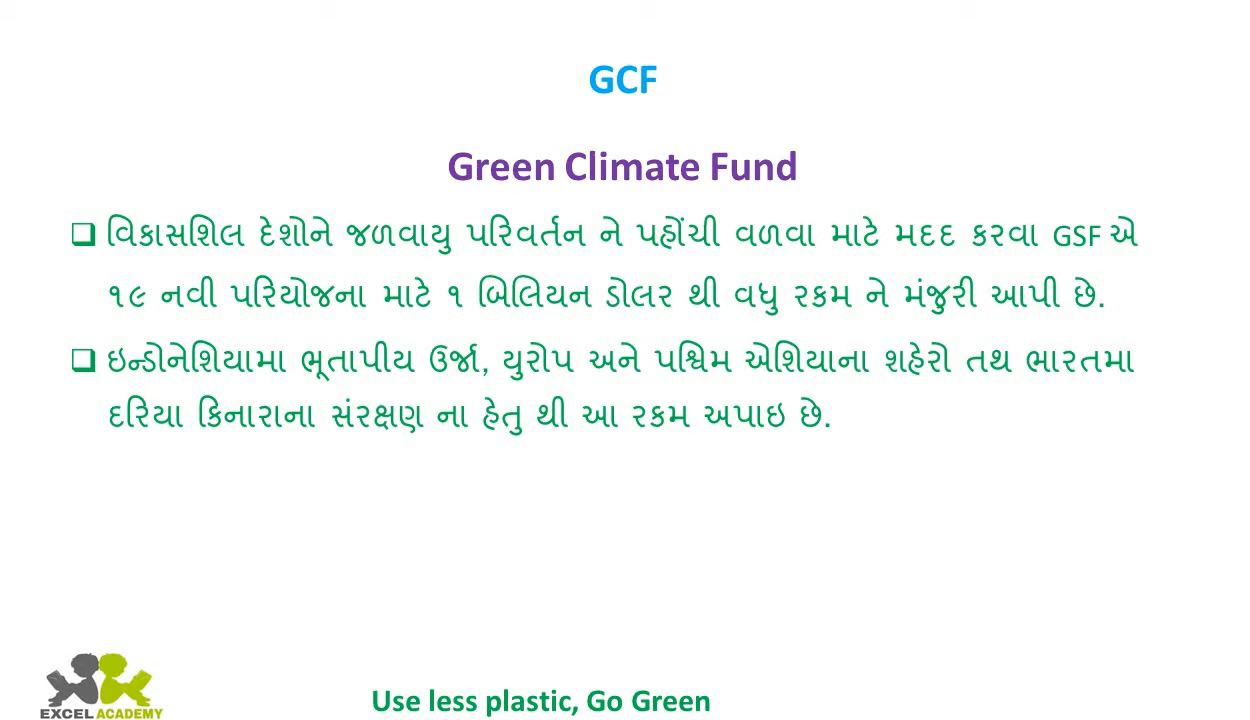 GCF
Green Climate Fund
❑ વિકાસશિલ દેશોને જળવાયુ પરિવર્તન ને પહોંચી વળવા માટે મદદ કરવા GSF એ
૧૯ નવી પરિયોજના માટે ૧ બિલિયન ડોલર થી વધુ રકમ ને મંજુરી આપી છે.
❑ ઇન્ડોનેશિયામા ભૂતાપીય ઉર્જા, યુરોપ અને પશ્ચિમ એશિયાના શહેરો તથ ભારતમા
દરિયા કિનારાના સંરક્ષણ ના હેતુ થી આ રકમ અપાઇ છે.
EXCEL ACADEMY
Use less plastic, Go Green